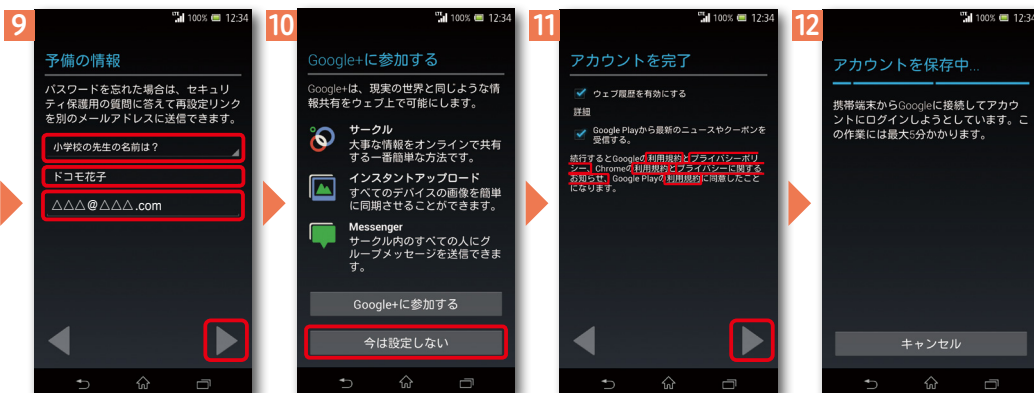 9
LTE 100% 12:34
予備の情報
パスワードを忘れた場合は、セキュリ
ティ保護用の質問に答えて再設定リンク
を別のメールアドレスに送信できます。
小学校の先生の名前は？
ドコモ花子
△△△@△△△.com
10
LTE 100% 12:34
Google+に参加する
Google+は、現実の世界と同じような情
報共有をウェブ上で可能にします。
サークル
大事な情報をオンラインで共有
する一番簡単な方法です。
インスタントアップロード
すべてのデバイスの画像を簡単
に同期させることができます。
Messenger
サークル内のすべての人にグ
ループメッセージを送信できま
す。
Google+に参加する
今は設定しない
11
LTE 100% 12:34
アカウントを完了
ウェブ履歴を有効にする
詳細
Google Playから最新のニュースやクーポンを
受信する。
続行するとGoogleの利用規約とプライバシーポリ
シー、Chromeの利用規約とプライバシーに関する
お知らせ、Google Playの利用規約に同意したこと
になります。
12
LTE 100% 12:34
アカウントを保存中...
携帯端末からGoogleに接続してアカウ
ントにログインしようとしています。こ
の作業には最大5分かかります。
キャンセル